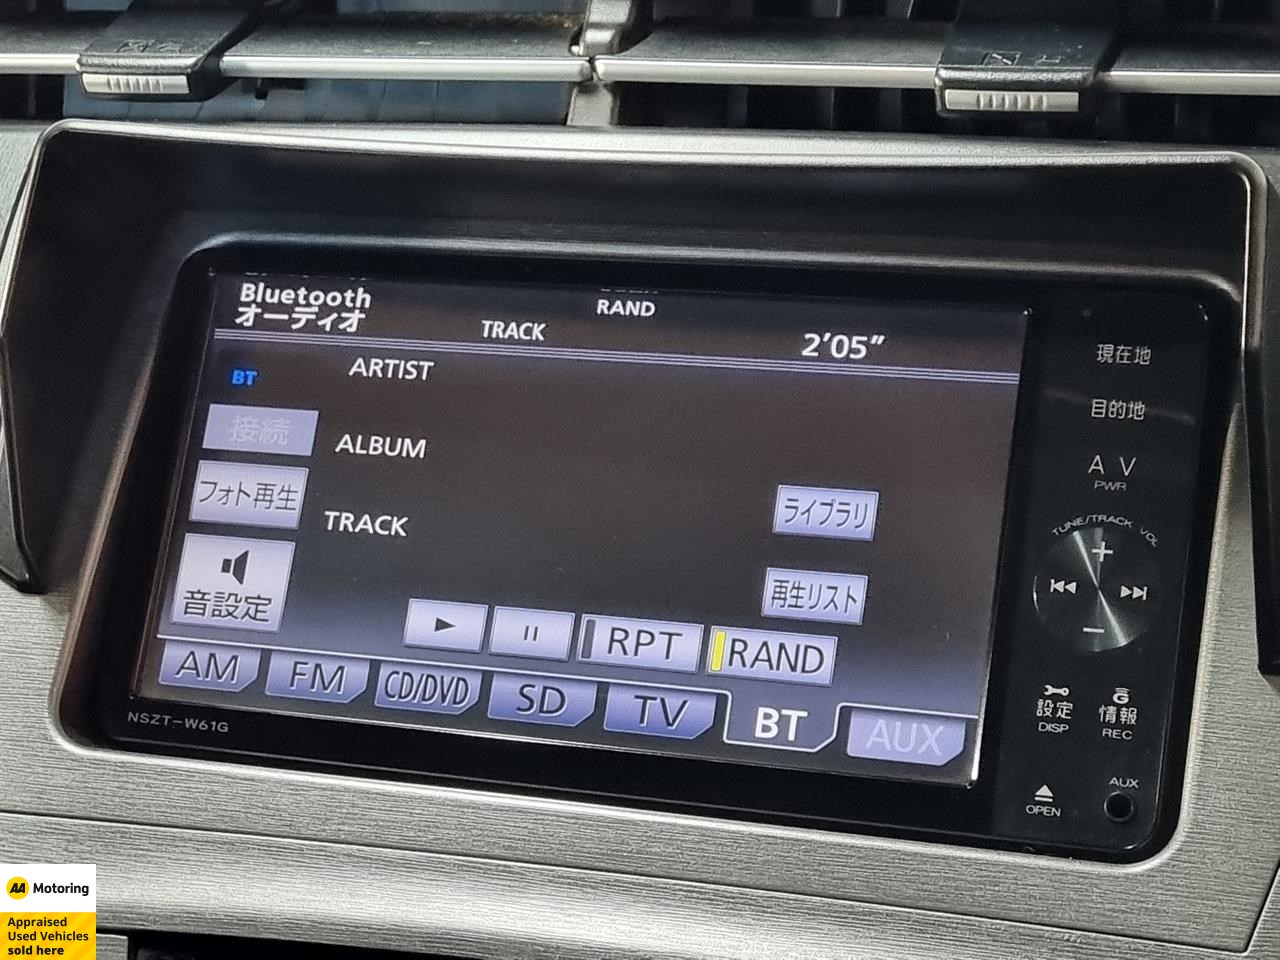 Bluetooth
オーディオ
TRACK
RAND
2'05"
BT
ARTIST
接続
ALBUM
フォト再生
TRACK
ライブラリ
音設定
再生リスト
RPT
RAND
AM
FM
CD/DVD
SD
TV
BT
AUX
NSZT-W61G
現在地
目的地
AV
PWR
TUNE/TRACK VOL
設定
DISP
G
情報
REC
OPEN
AUX
AA Motoring
Appraised
Used Vehicles
sold here